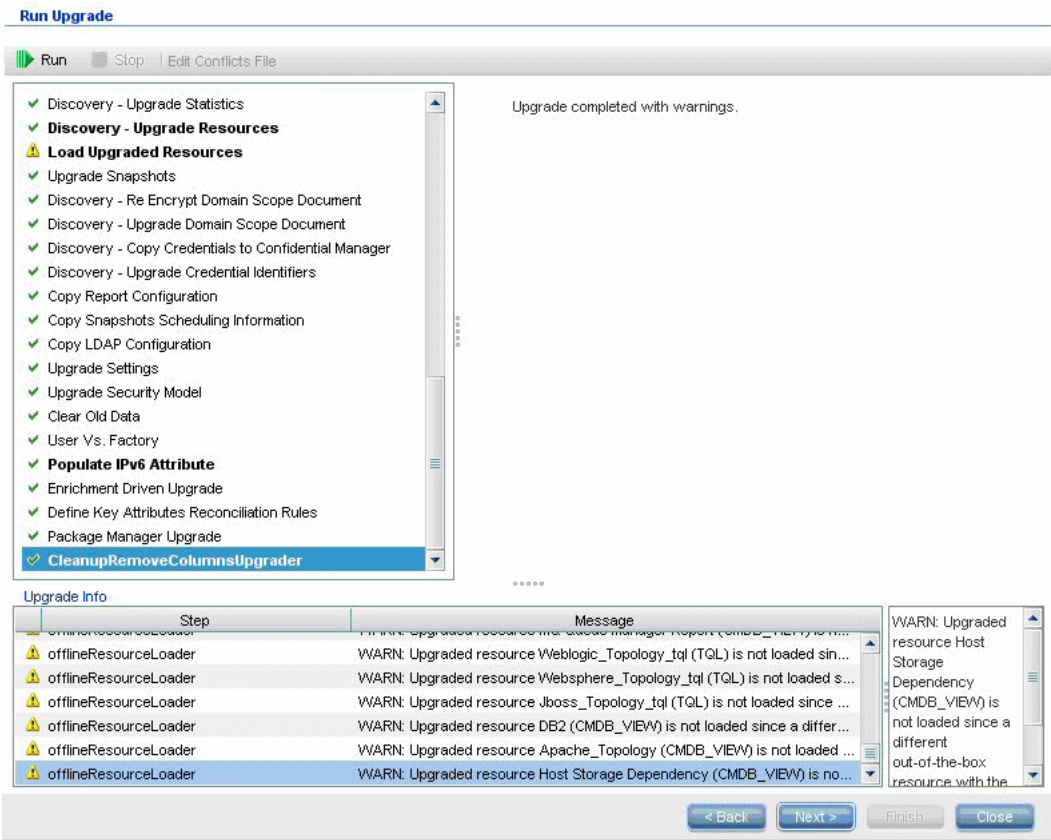 Run Upgrade
Run Stop Edit Conflicts File
Discovery - Upgrade Statistics
Discovery - Upgrade Resources
Load Upgraded Resources
Upgrade Snapshots
Discovery - Re Encrypt Domain Scope Document
Discovery - Upgrade Domain Scope Document
Discovery - Copy Credentials to Confidential Manager
Discovery - Upgrade Credential Identifiers
Copy Report Configuration
Copy Snapshots Scheduling Information
Copy LDAP Configuration
Upgrade Settings
Upgrade Security Model
Clear Old Data
User Vs. Factory
Populate IPv6 Attribute
Enrichment Driven Upgrade
Define Key Attributes Reconciliation Rules
Package Manager Upgrade
CleanupRemoveColumnsUpgrader
Upgrade completed with warnings.
Upgrade Info
Step Message
offlineResourceLoader WARN: Upgraded resource
offlineResourceLoader WARN: Upgraded resource Weblogic_Topology_tql (TQL) is not loaded sin...
offlineResourceLoader WARN: Upgraded resource Websphere_Topology_tql (TQL) is not loaded s...
offlineResourceLoader WARN: Upgraded resource Jboss_Topology_tql (TQL) is not loaded since ...
offlineResourceLoader WARN: Upgraded resource DB2 (CMDB_VIEW) is not loaded since a differ...
offlineResourceLoader WARN: Upgraded resource Apache_Topology (CMDB_VIEW) is not loaded ...
offlineResourceLoader WARN: Upgraded resource Host Storage Dependency (CMDB_VIEW) is no...
WARN: Upgraded
resource Host
Storage
Dependency
(CMDB_VIEW) is
not loaded since a
different
out-of-the-box
resource with the
< Back Next > Finish Close